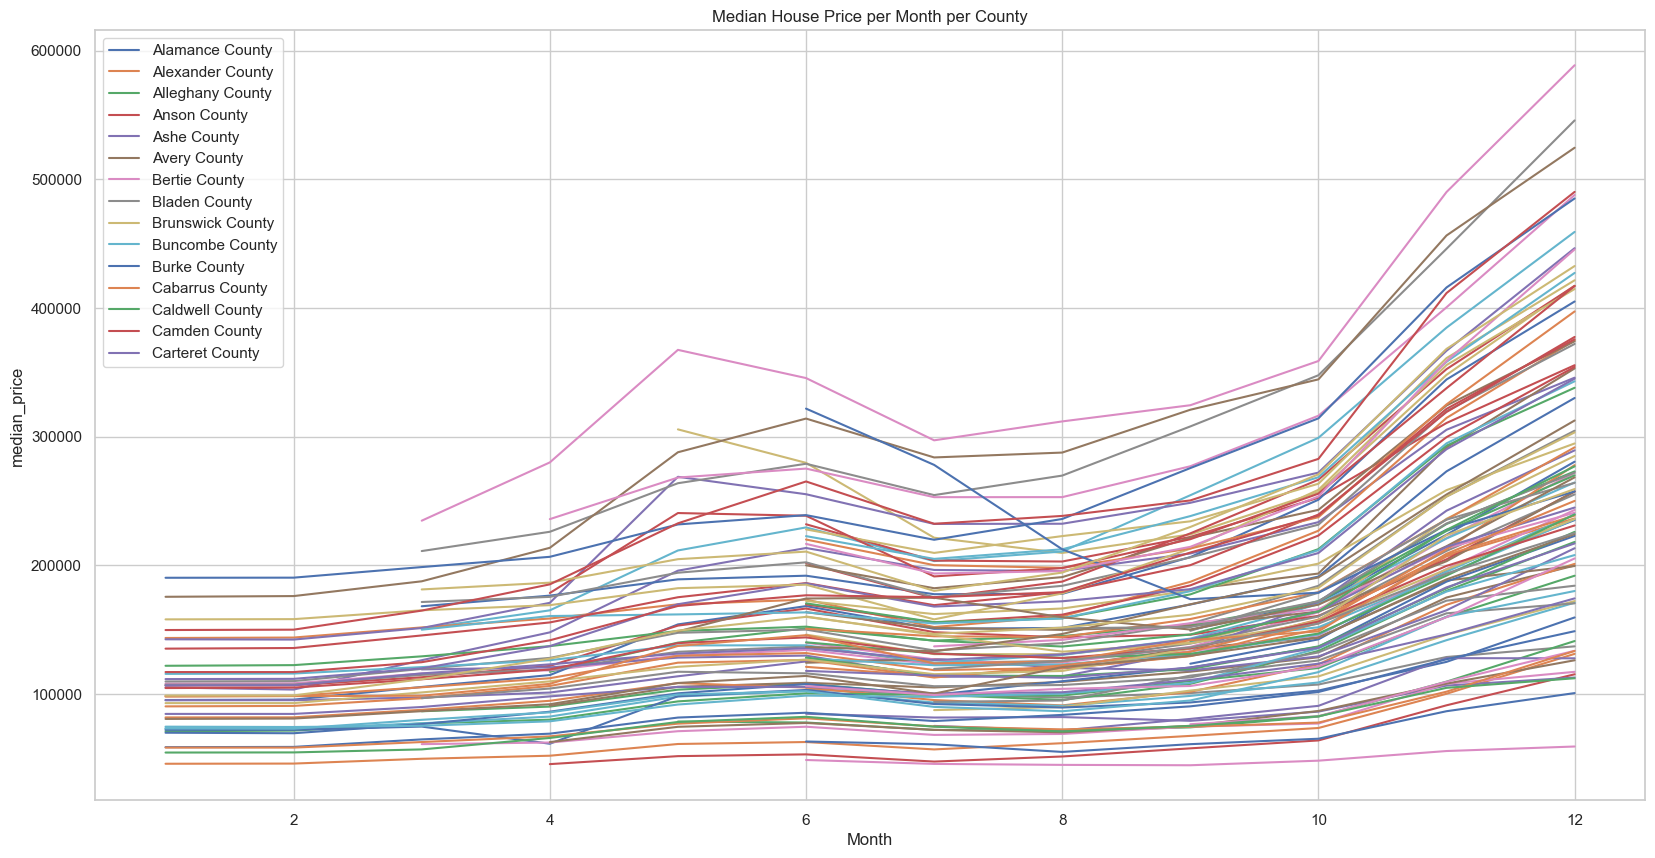 Median House Price per Month per County
600000
500000
400000
300000
200000
100000
median_price
Alamance County
Alexander County
Alleghany County
Anson County
Ashe County
Avery County
Bertie County
Bladen County
Brunswick County
Buncombe County
Burke County
Cabarrus County
Caldwell County
Camden County
Carteret County
2 4 6 8 10 12
Month